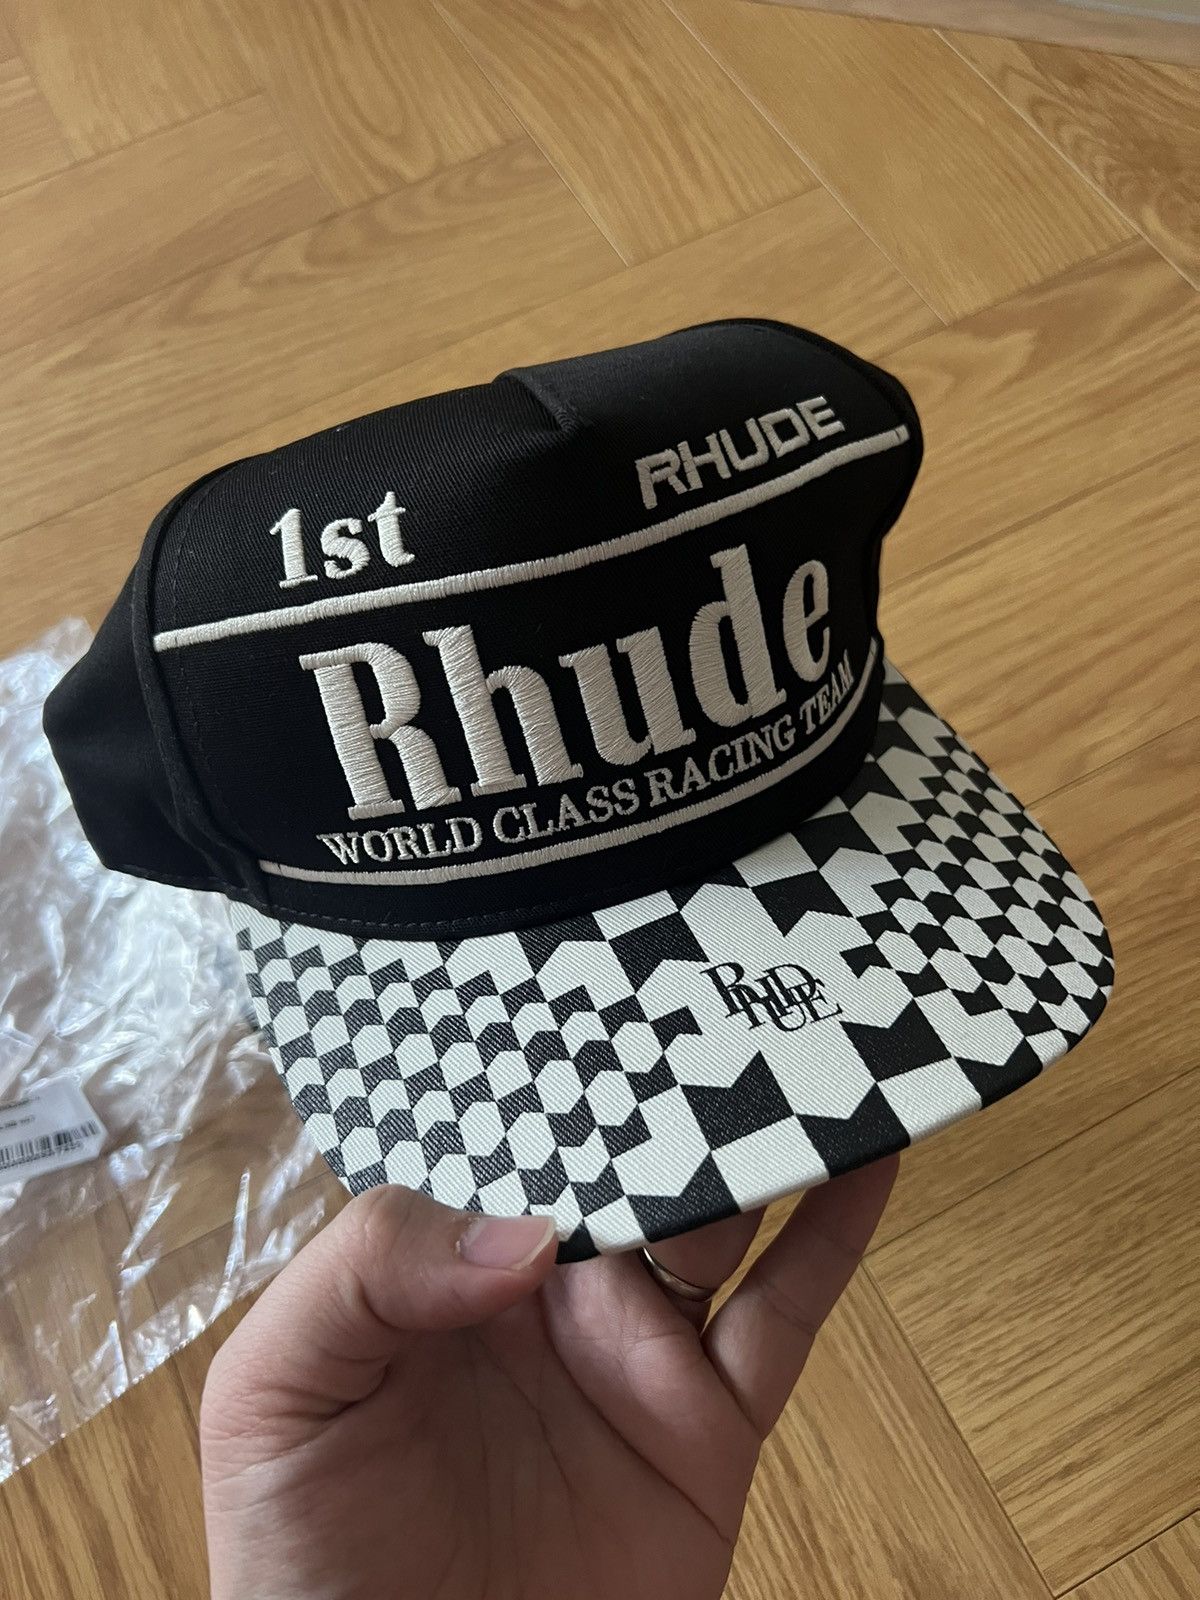 1st
RHUDE
Rhude
WORLD CLASS RACING TEAM
RHUDE